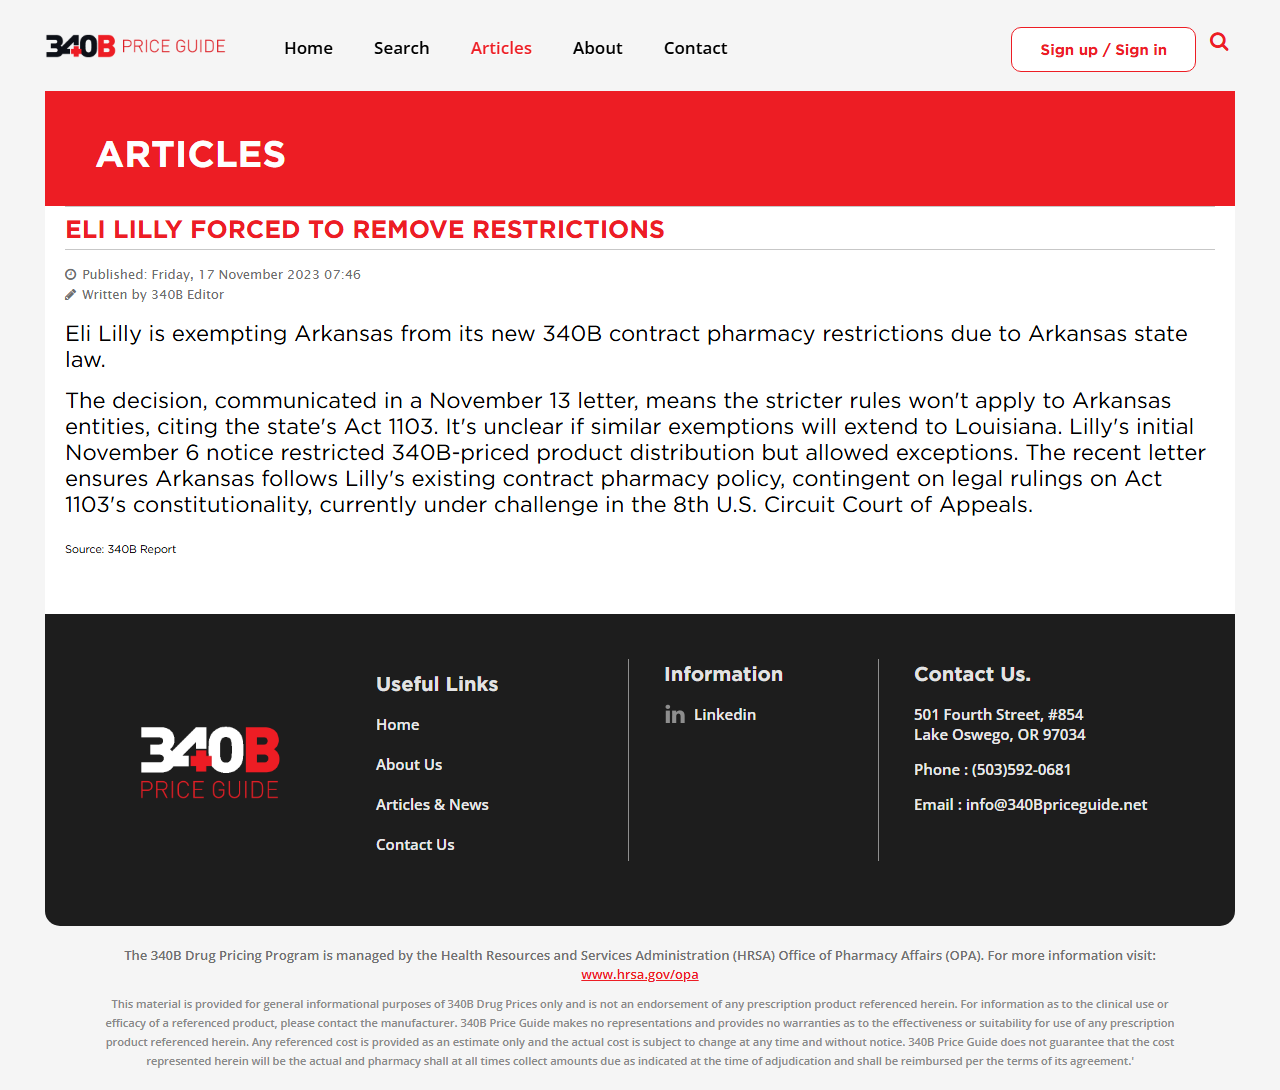 340B PRICE GUIDE
Home
Search
Articles
About
Contact
Sign up / Sign in
ARTICLES
ELI LILLY FORCED TO REMOVE RESTRICTIONS
Published: Friday, 17 November 2023 07:46
Written by 340B Editor
Eli Lilly is exempting Arkansas from its new 340B contract pharmacy restrictions due to Arkansas state
law.
The decision, communicated in a November 13 letter, means the stricter rules won't apply to Arkansas
entities, citing the state's Act 1103. It's unclear if similar exemptions will extend to Louisiana. Lilly's initial
November 6 notice restricted 340B-priced product distribution but allowed exceptions. The recent letter
ensures Arkansas follows Lilly's existing contract pharmacy policy, contingent on legal rulings on Act
1103's constitutionality, currently under challenge in the 8th U.S. Circuit Court of Appeals.
Source: 340B Report
340B
PRICE GUIDE
Useful Links
Home
About Us
Articles & News
Contact Us
Information
in Linkedin
Contact Us.
501 Fourth Street, #854
Lake Oswego, OR 97034
Phone : (503)592-0681
Email : info@340Bpriceguide.net
The 340B Drug Pricing Program is managed by the Health Resources and Services Administration (HRSA) Office of Pharmacy Affairs (OPA). For more information visit:
www.hrsa.gov/opa
This material is provided for general informational purposes of 340B Drug Prices only and is not an endorsement of any prescription product referenced herein. For information as to the clinical use or
efficacy of a referenced product, please contact the manufacturer. 340B Price Guide makes no representations and provides no warranties as to the effectiveness or suitability for use of any prescription
product referenced herein. Any referenced cost is provided as an estimate only and the actual cost is subject to change at any time and without notice. 340B Price Guide does not guarantee that the cost
represented herein will be the actual and pharmacy shall at all times collect amounts due as indicated at the time of adjudication and shall be reimbursed per the terms of its agreement.'